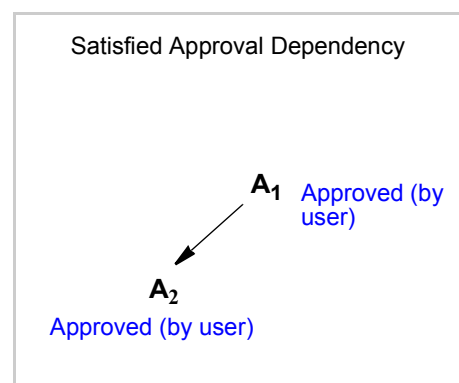 Satisfied Approval Dependency
A₁ Approved (by
user)
A₂
Approved (by user)